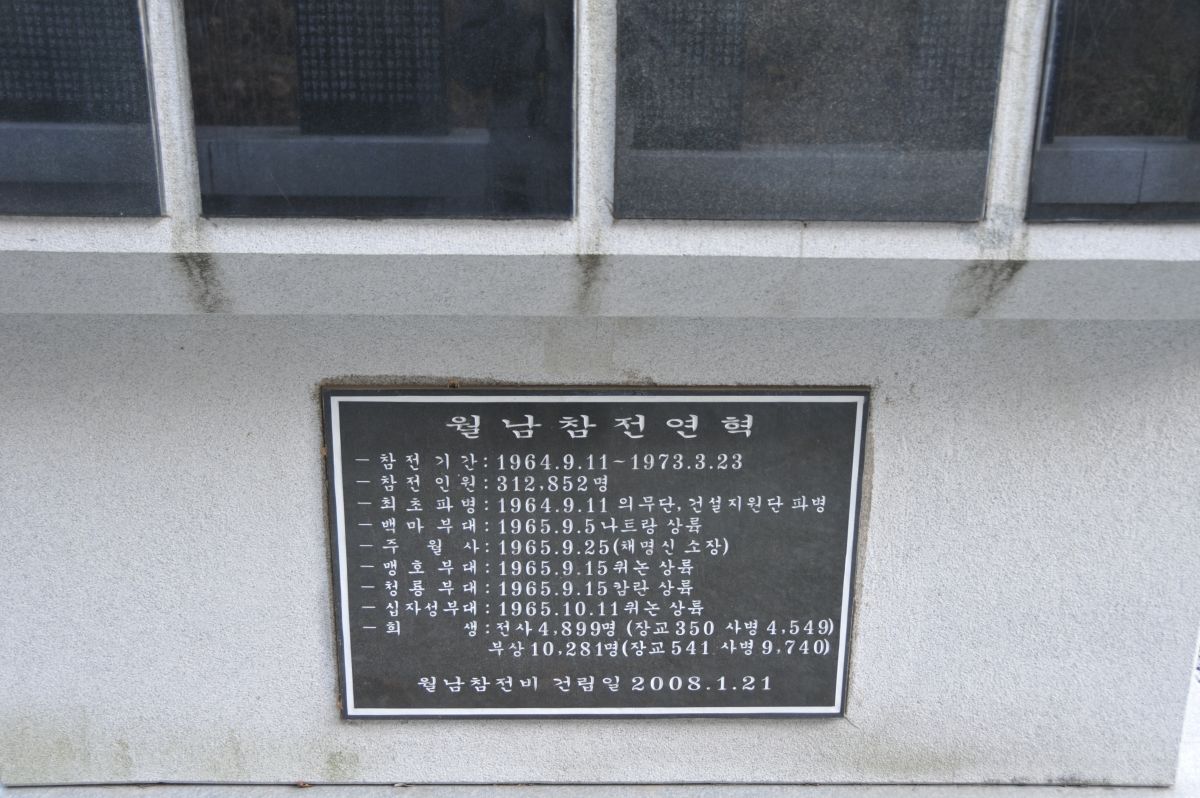 월남참전연혁
- 참전기간: 1964.9.11~1973.3.23
- 참전인원: 312,852명
- 최초파병: 1964.9.11 의무단, 건설지원단 파병
- 백마부대: 1965.9.5 나트랑 상륙
- 주월사: 1965.9.25(채명신 소장)
- 맹호부대: 1965.9.15 퀴논 상륙
- 청룡부대: 1965.9.15 캄란 상륙
- 십자성부대: 1965.10.11 퀴논 상륙
- 희생: 전사 4,899명 (장교 350 사병 4,549)
부상 10,281명(장교 541 사병 9,740)
월남참전비 건립일 2008.1.21